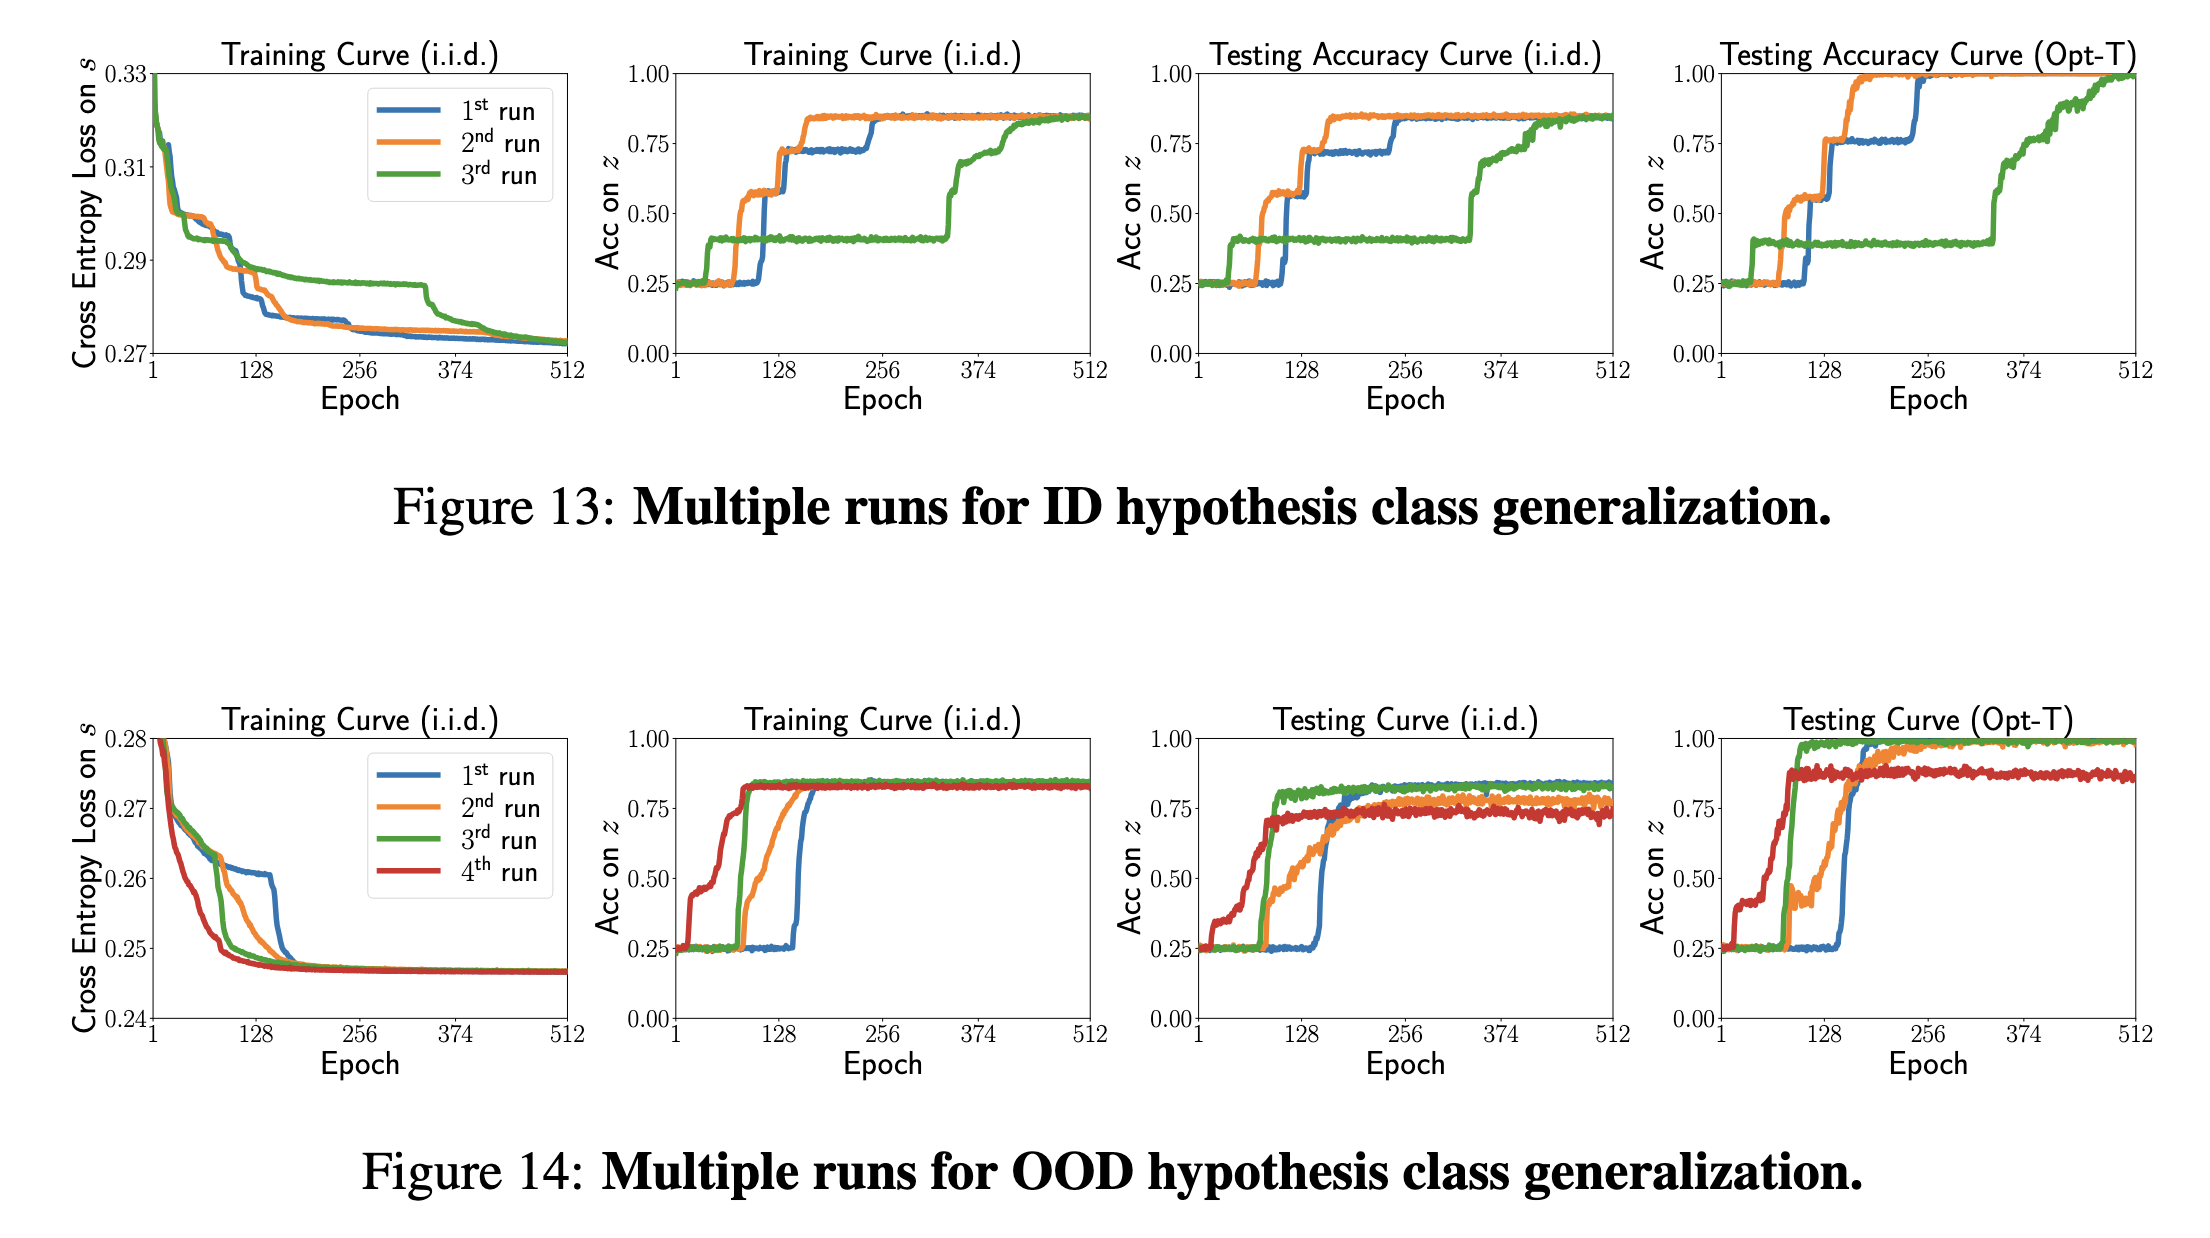 Training Curve (i.i.d.)
Cross Entropy Loss on s
0.33
0.31
0.29
0.27
1st run
2nd run
3rd run
1 128 256 374 512
Epoch
Training Curve (i.i.d.)
Acc on z
1.00
0.75
0.50
0.25
0.00
1 128 256 374 512
Epoch
Testing Accuracy Curve (i.i.d.)
Acc on z
1.00
0.75
0.50
0.25
0.00
1 128 256 374 512
Epoch
Testing Accuracy Curve (Opt-T)
Acc on z
1.00
0.75
0.50
0.25
0.00
1 128 256 374 512
Epoch
Figure 13: Multiple runs for ID hypothesis class generalization.
Training Curve (i.i.d.)
Cross Entropy Loss on s
0.28
0.27
0.26
0.25
0.24
1st run
2nd run
3rd run
4th run
1 128 256 374 512
Epoch
Training Curve (i.i.d.)
Acc on z
1.00
0.75
0.50
0.25
0.00
1 128 256 374 512
Epoch
Testing Curve (i.i.d.)
Acc on z
1.00
0.75
0.50
0.25
0.00
1 128 256 374 512
Epoch
Testing Curve (Opt-T)
Acc on z
1.00
0.75
0.50
0.25
0.00
1 128 256 374 512
Epoch
Figure 14: Multiple runs for OOD hypothesis class generalization.